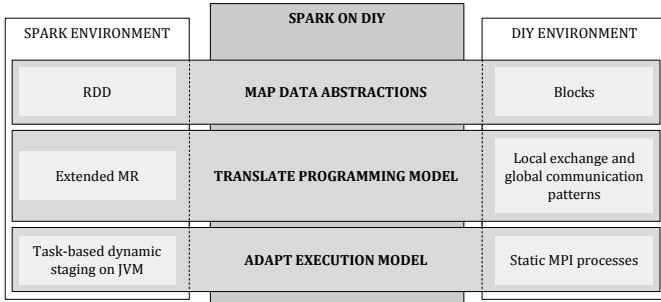 SPARK ON DIY
SPARK ENVIRONMENT
DIY ENVIRONMENT
RDD
MAP DATA ABSTRACTIONS
Blocks
Extended MR
TRANSLATE PROGRAMMING MODEL
Local exchange and
global communication
patterns
Task-based dynamic
staging on JVM
ADAPT EXECUTION MODEL
Static MPI processes